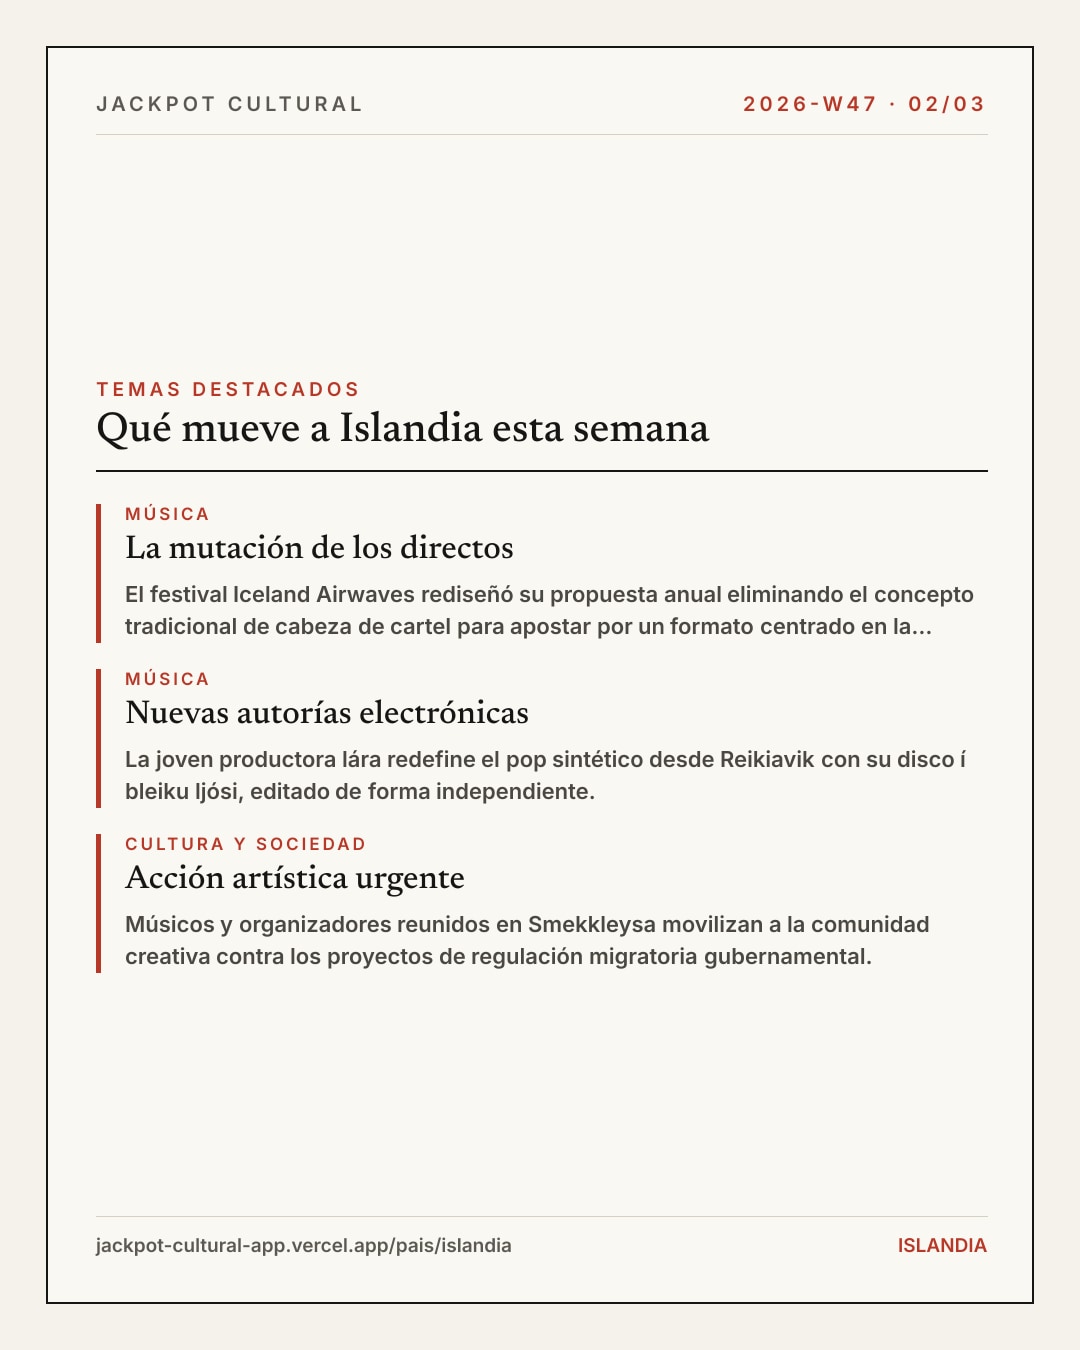 JACKPOT CULTURAL
2026-W47 · 02/03
TEMAS DESTACADOS
Qué mueve a Islandia esta semana
MÚSICA
La mutación de los directos
El festival Iceland Airwaves rediseñó su propuesta anual eliminando el concepto
tradicional de cabeza de cartel para apostar por un formato centrado en la...
MÚSICA
Nuevas autorías electrónicas
La joven productora lára redefine el pop sintético desde Reikiavik con su disco í
bleiku ljósi, editado de forma independiente.
CULTURA Y SOCIEDAD
Acción artística urgente
Músicos y organizadores reunidos en Smekkleysa movilizan a la comunidad
creativa contra los proyectos de regulación migratoria gubernamental.
jackpot-cultural-app.vercel.app/pais/islandia
ISLANDIA